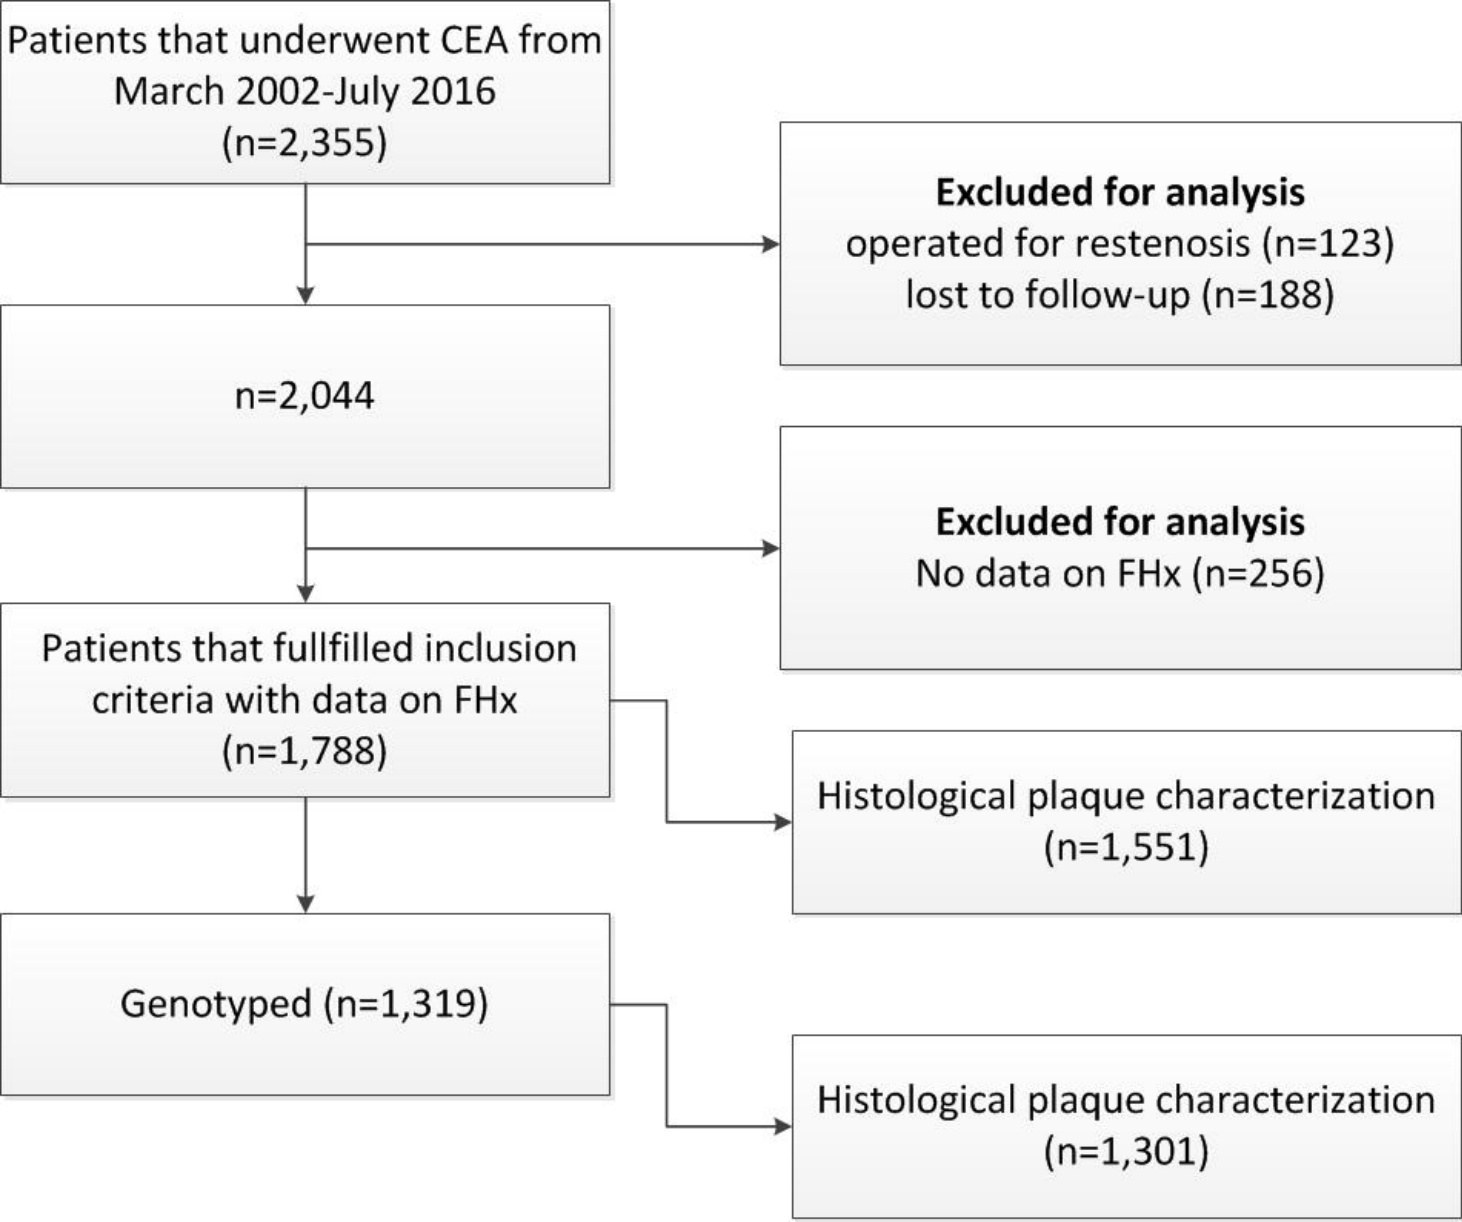 Patients that underwent CEA from
March 2002-July 2016
(n=2,355)
Excluded for analysis
operated for restenosis (n=123)
lost to follow-up (n=188)
n=2,044
Excluded for analysis
No data on FHx (n=256)
Patients that fullfilled inclusion
criteria with data on FHx
(n=1,788)
Histological plaque characterization
(n=1,551)
Genotyped (n=1,319)
Histological plaque characterization
(n=1,301)